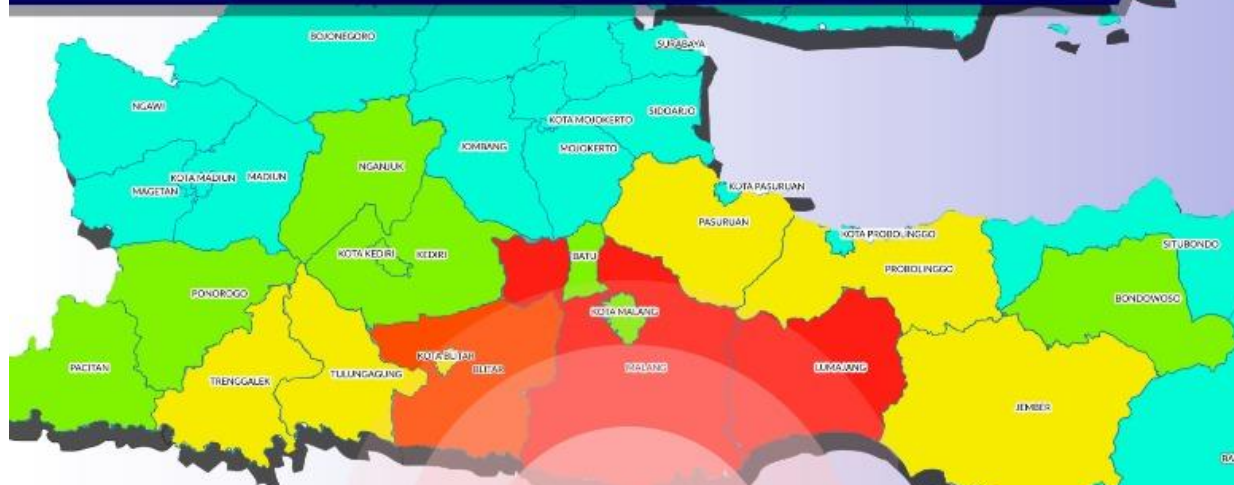 BOJONEGORO
SURABAYA
NGAWI
SIDOARJO
KOTA MOJOKERTO
JOMBANG
MOJOKERTO
NGANJUK
KOTA MADIUN
MADIUN
MAGETAN
KOTA PASURUAN
PASURUAN
KOTA PROBOLINGGO
SITUBONDO
KOTA KEDIRI
KEDIRI
BATU
PROBOLINGGO
PONOROGO
BONDOWOSO
KOTA MALANG
KOTA BLITAR
BLITAR
PACITAN
TRENGGALEK
TULUNGAGUNG
MALANG
LUMAJANG
JEMBER
BA